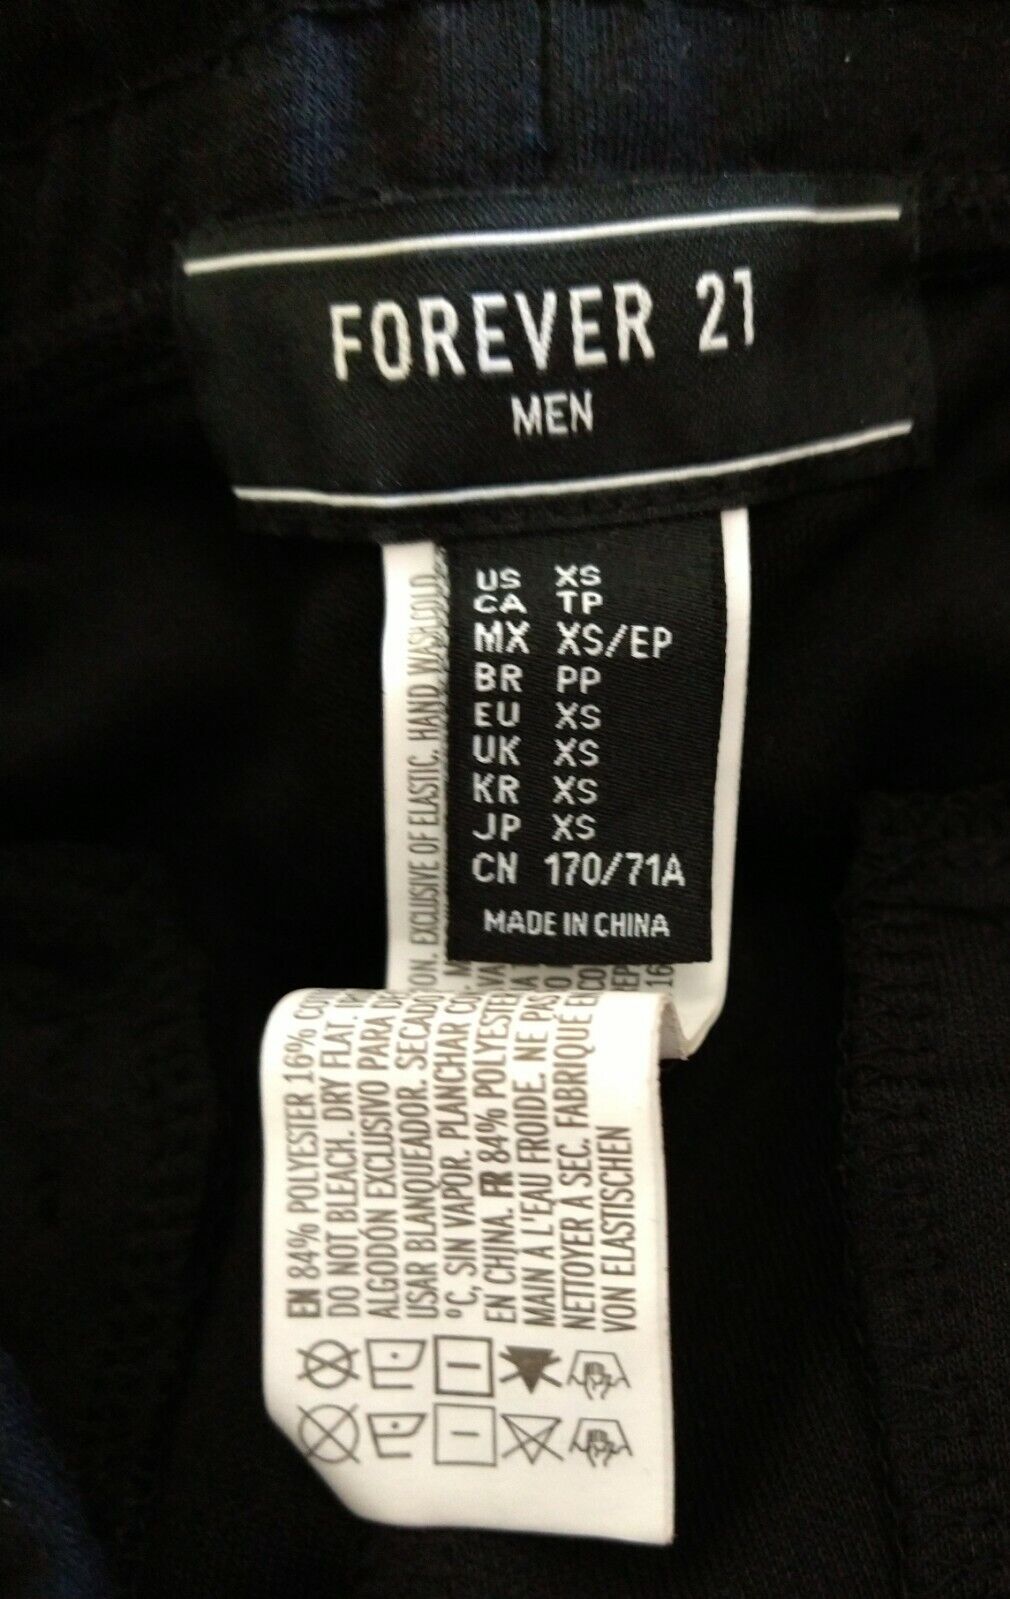 FOREVER 21
MEN
US XS
CA TP
MX XS/EP
BR PP
EU XS
UK XS
KR XS
JP XS
CN 170/71A
MADE IN CHINA
EXCLUSIVE OF ELASTIC. HAND WASH COLD
EN 84% POLYESTER 16%
DO NOT BLEACH. DRY FLAT.
ALGODÓN EXCLUSIVO PARA
USAR BLANQUEADOR.
°C, SIN VAPOR. PLANCHAR
EN CHINA. FR 84% POLYESTER
MAIN A L'EAU FROIDE. NE PAS
NETTOYER A SEC. FABRIQUE
VON ELASTISCHEN